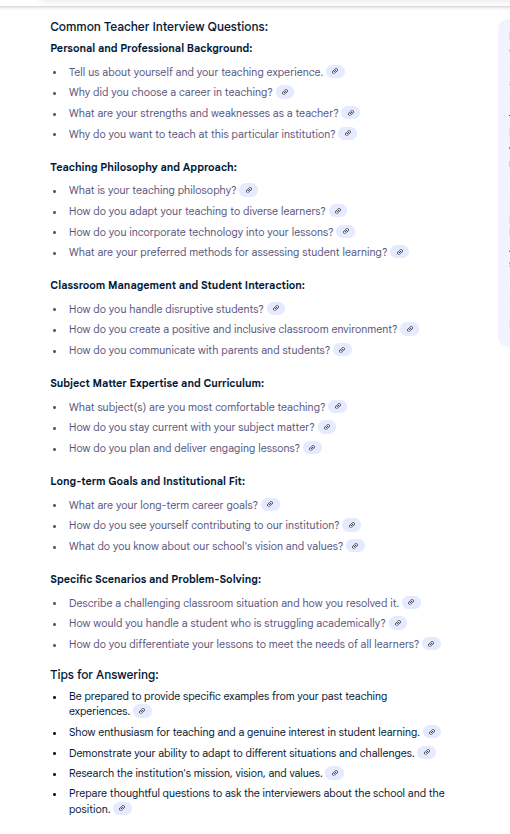 Common Teacher Interview Questions:
Personal and Professional Background:
• Tell us about yourself and your teaching experience.
• Why did you choose a career in teaching?
• What are your strengths and weaknesses as a teacher?
• Why do you want to teach at this particular institution?
Teaching Philosophy and Approach:
• What is your teaching philosophy?
• How do you adapt your teaching to diverse learners?
• How do you incorporate technology into your lessons?
• What are your preferred methods for assessing student learning?
Classroom Management and Student Interaction:
• How do you handle disruptive students?
• How do you create a positive and inclusive classroom environment?
• How do you communicate with parents and students?
Subject Matter Expertise and Curriculum:
• What subject(s) are you most comfortable teaching?
• How do you stay current with your subject matter?
• How do you plan and deliver engaging lessons?
Long-term Goals and Institutional Fit:
• What are your long-term career goals?
• How do you see yourself contributing to our institution?
• What do you know about our school's vision and values?
Specific Scenarios and Problem-Solving:
• Describe a challenging classroom situation and how you resolved it.
• How would you handle a student who is struggling academically?
• How do you differentiate your lessons to meet the needs of all learners?
Tips for Answering:
• Be prepared to provide specific examples from your past teaching
experiences.
• Show enthusiasm for teaching and a genuine interest in student learning.
• Demonstrate your ability to adapt to different situations and challenges.
• Research the institution's mission, vision, and values.
• Prepare thoughtful questions to ask the interviewers about the school and the
position.